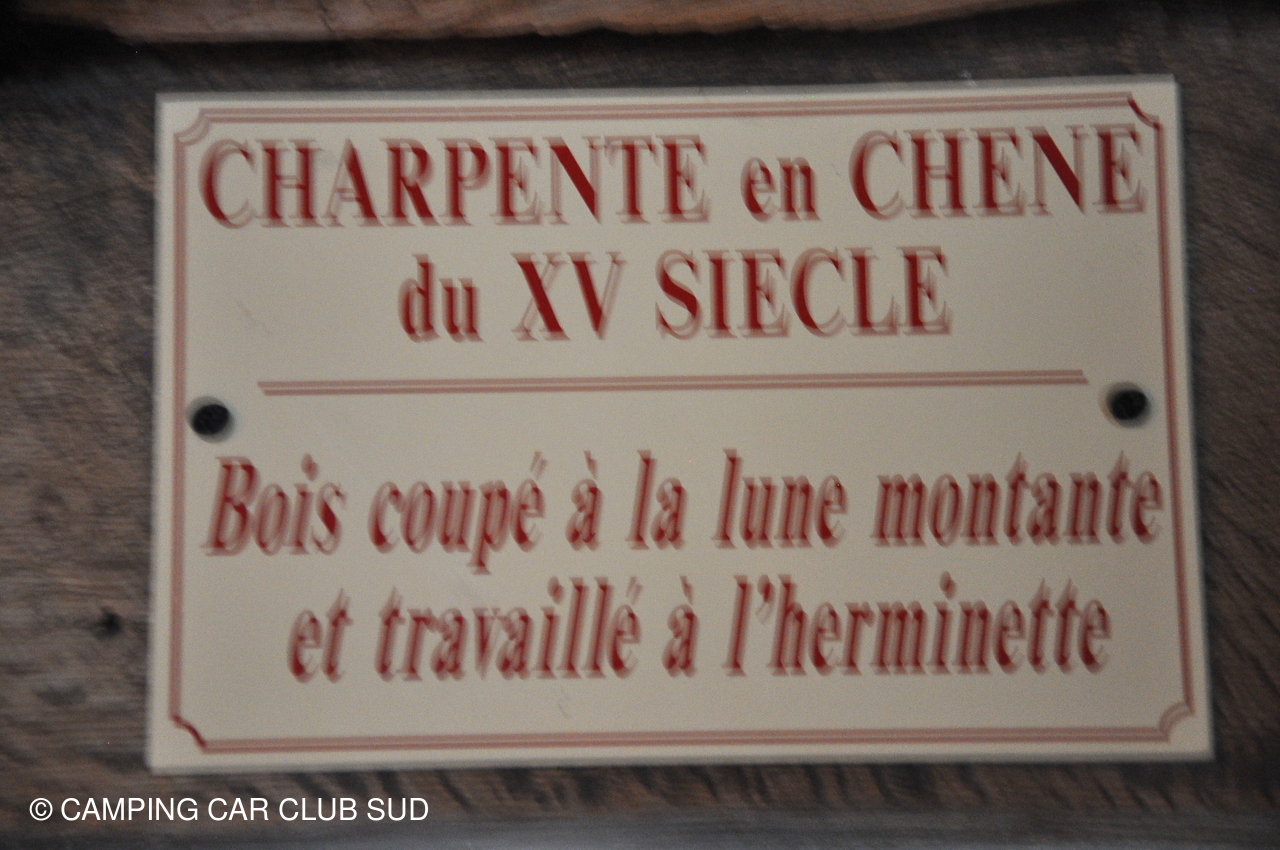 CHARPENTE en CHENE
du XV SIECLE
Bois coupé à la lune montante
et travaillé à l'herminette
© CAMPING CAR CLUB SUD